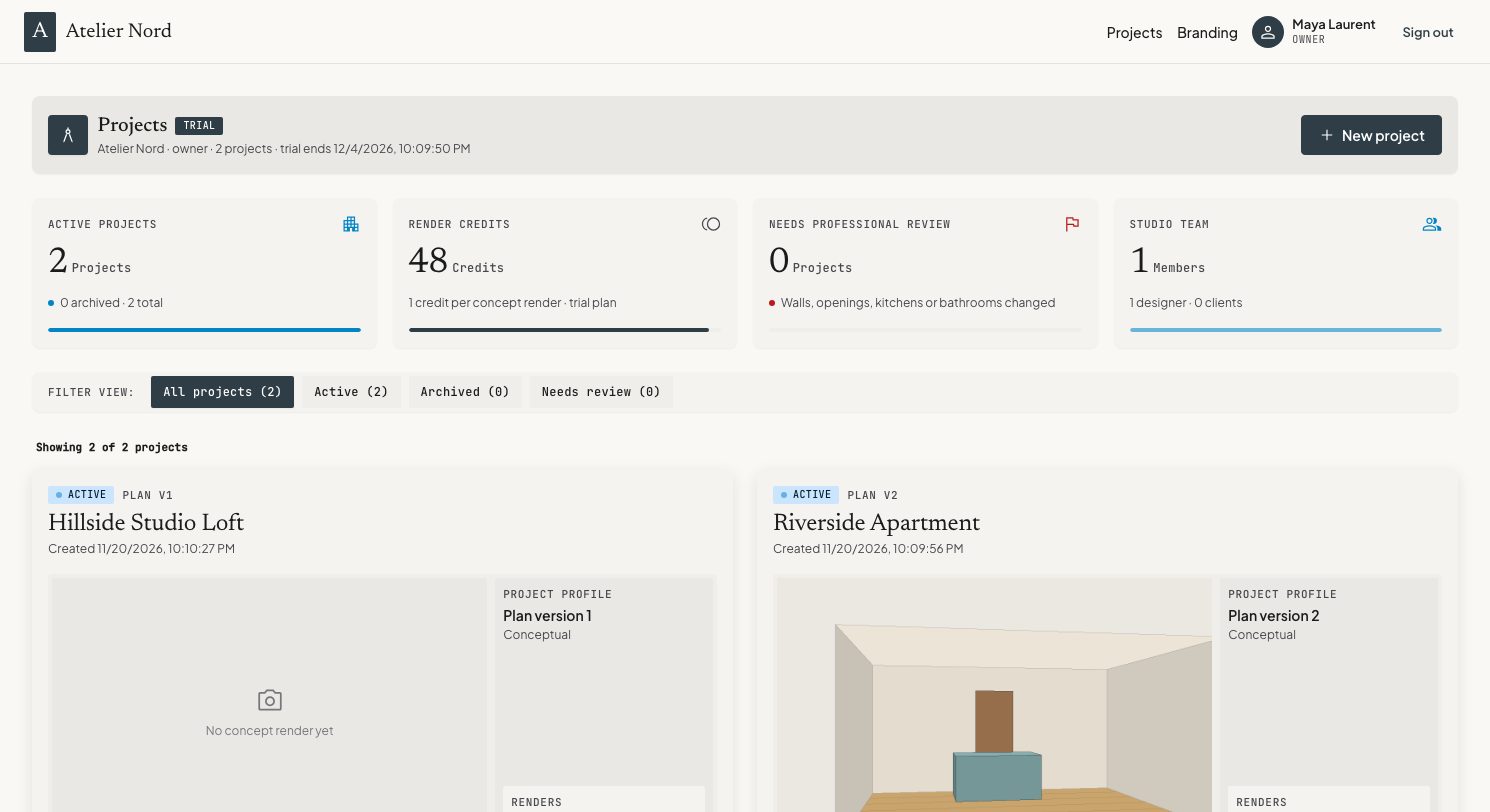 A Atelier Nord
Projects Branding Maya Laurent Sign out
OWNER
Projects TRIAL
Atelier Nord · owner · 2 projects · trial ends 12/4/2026, 10:09:50 PM
+ New project
ACTIVE PROJECTS
2 Projects
0 archived · 2 total
RENDER CREDITS
48 Credits
1 credit per concept render · trial plan
NEEDS PROFESSIONAL REVIEW
0 Projects
Walls, openings, kitchens or bathrooms changed
STUDIO TEAM
1 Members
1 designer · 0 clients
FILTER VIEW: All projects (2) Active (2) Archived (0) Needs review (0)
Showing 2 of 2 projects
ACTIVE PLAN V1
Hillside Studio Loft
Created 11/20/2026, 10:10:27 PM
No concept render yet
PROJECT PROFILE
Plan version 1
Conceptual
RENDERS
ACTIVE PLAN V2
Riverside Apartment
Created 11/20/2026, 10:09:56 PM
PROJECT PROFILE
Plan version 2
Conceptual
RENDERS